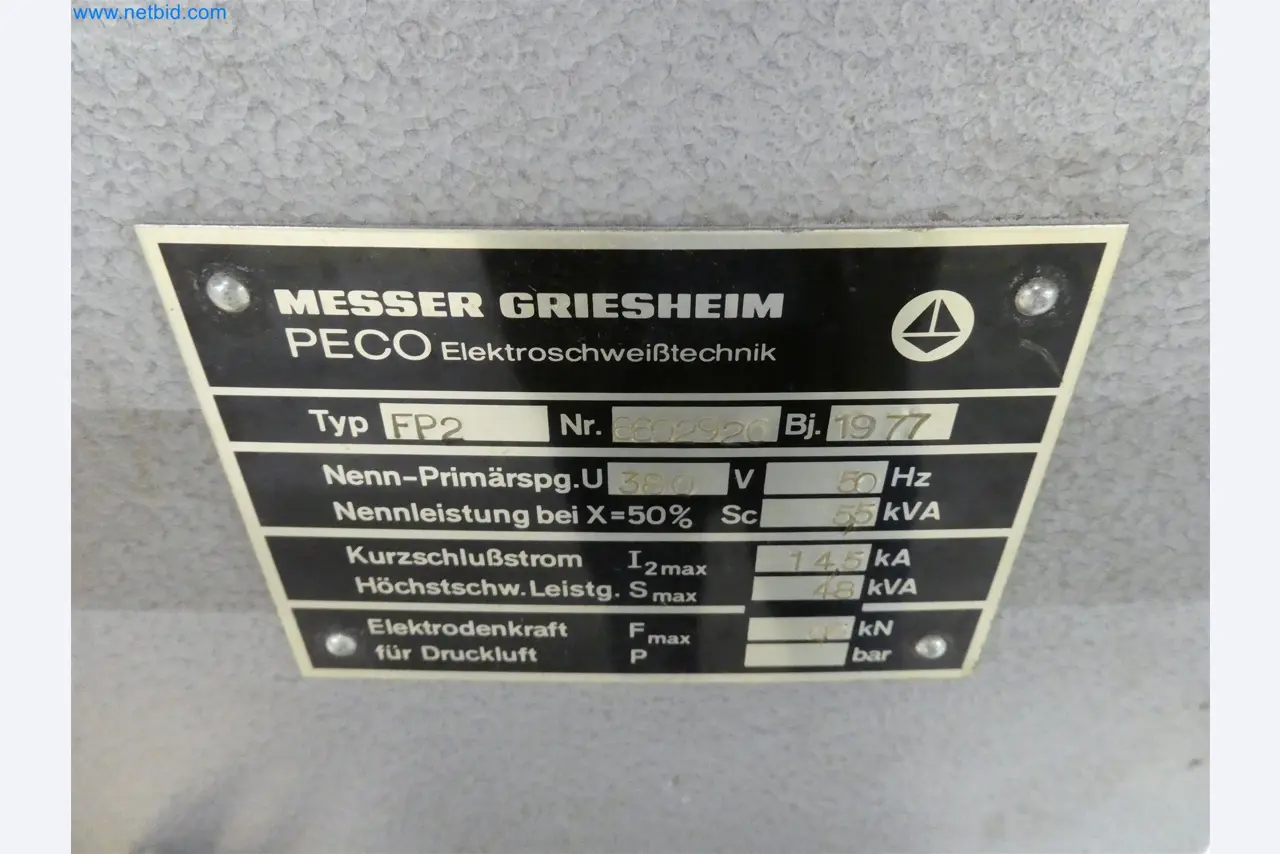 www.netbid.com
MESSER GRIESHEIM
PECO Elektroschweißtechnik
Typ FP2 Nr. Bj. 1977
Nenn-Primärspg. U 380 V 50 Hz
Nennleistung bei X=50% Sc 55 kVA
Kurzschlußstrom I2max 14,5 kA
Höchstschw. Leistg. Smax 48 kVA
Elektrodenkraft Fmax kN
für Druckluft P bar